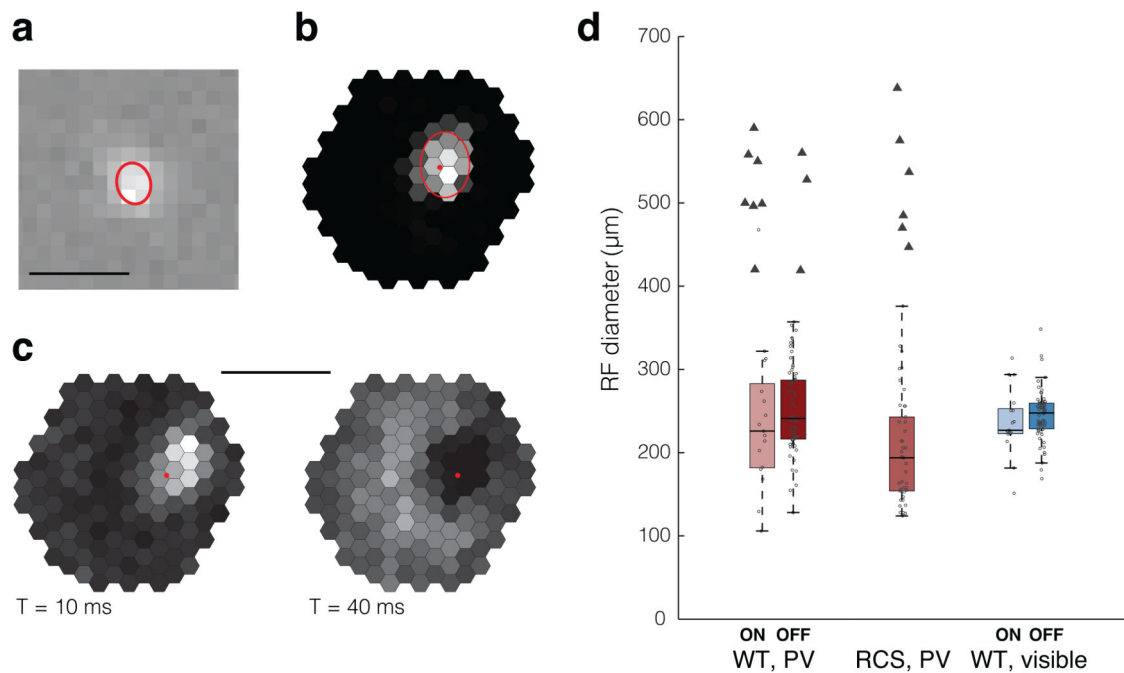 a
b
c
T = 10 ms
T = 40 ms
d
RF diameter (μm)
700
600
500
400
300
200
100
0
ON OFF
WT, PV
RCS, PV
ON OFF
WT, visible